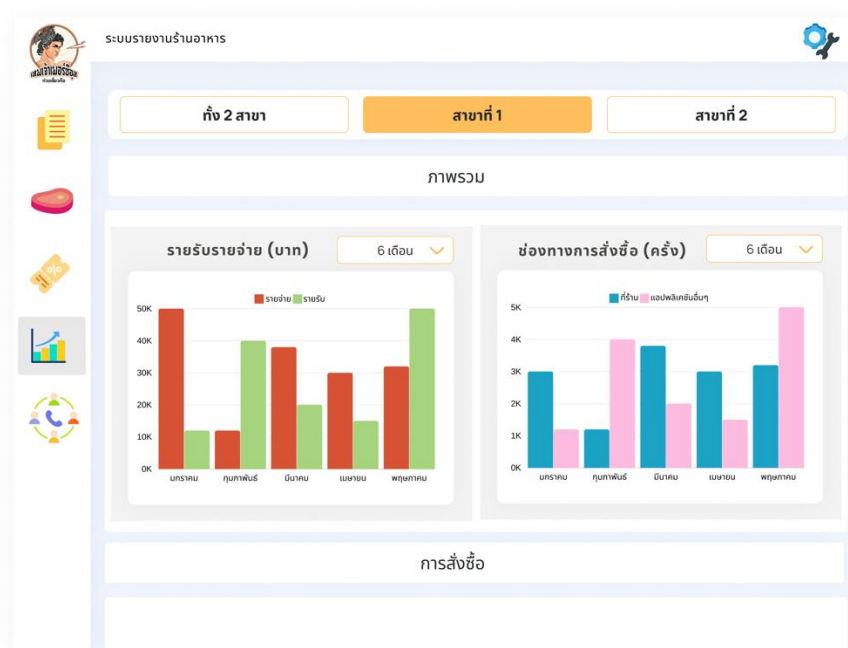 ระบบรายงานร้านอาหาร
ทั้ง 2 สาขา
สาขาที่ 1
สาขาที่ 2
ภาพรวม
รายรับรายจ่าย (บาท)
6 เดือน
รายจ่าย
รายรับ
50K
40K
30K
20K
10K
0K
มกราคม
กุมภาพันธ์
มีนาคม
เมษายน
พฤษภาคม
ช่องทางการสั่งซื้อ (ครั้ง)
6 เดือน
ที่ร้าน
แอปพลิเคชันอื่นๆ
5K
4K
3K
2K
1K
0K
มกราคม
กุมภาพันธ์
มีนาคม
เมษายน
พฤษภาคม
การสั่งซื้อ